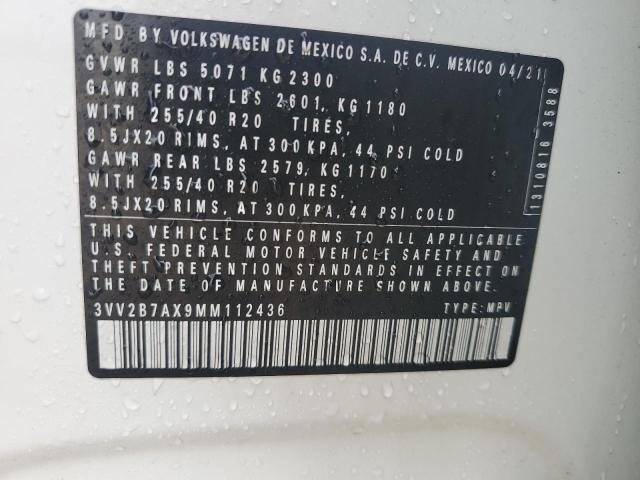 MFD BY VOLKSWAGEN DE MEXICO S.A. DE C.V. MEXICO 04/21
GVWR LBS 5071 KG 2300
GAWR FRONT LBS 2601, KG 1180
WITH 255/40 R20 TIRES,
8.5JX20 RIMS, AT 300 KPA, 44 PSI COLD
GAWR REAR LBS 2579, KG 1170
WITH 255/40 R20 TIRES,
8.5JX20 RIMS, AT 300 KPA, 44 PSI COLD
1310816 3588
THIS VEHICLE CONFORMS TO ALL APPLICABLE
U.S. FEDERAL MOTOR VEHICLE SAFETY AND
THEFT PREVENTION STANDARDS IN EFFECT ON
THE DATE OF MANUFACTURE SHOWN ABOVE.
3VV2B7AX9MM112436 TYPE: MPV